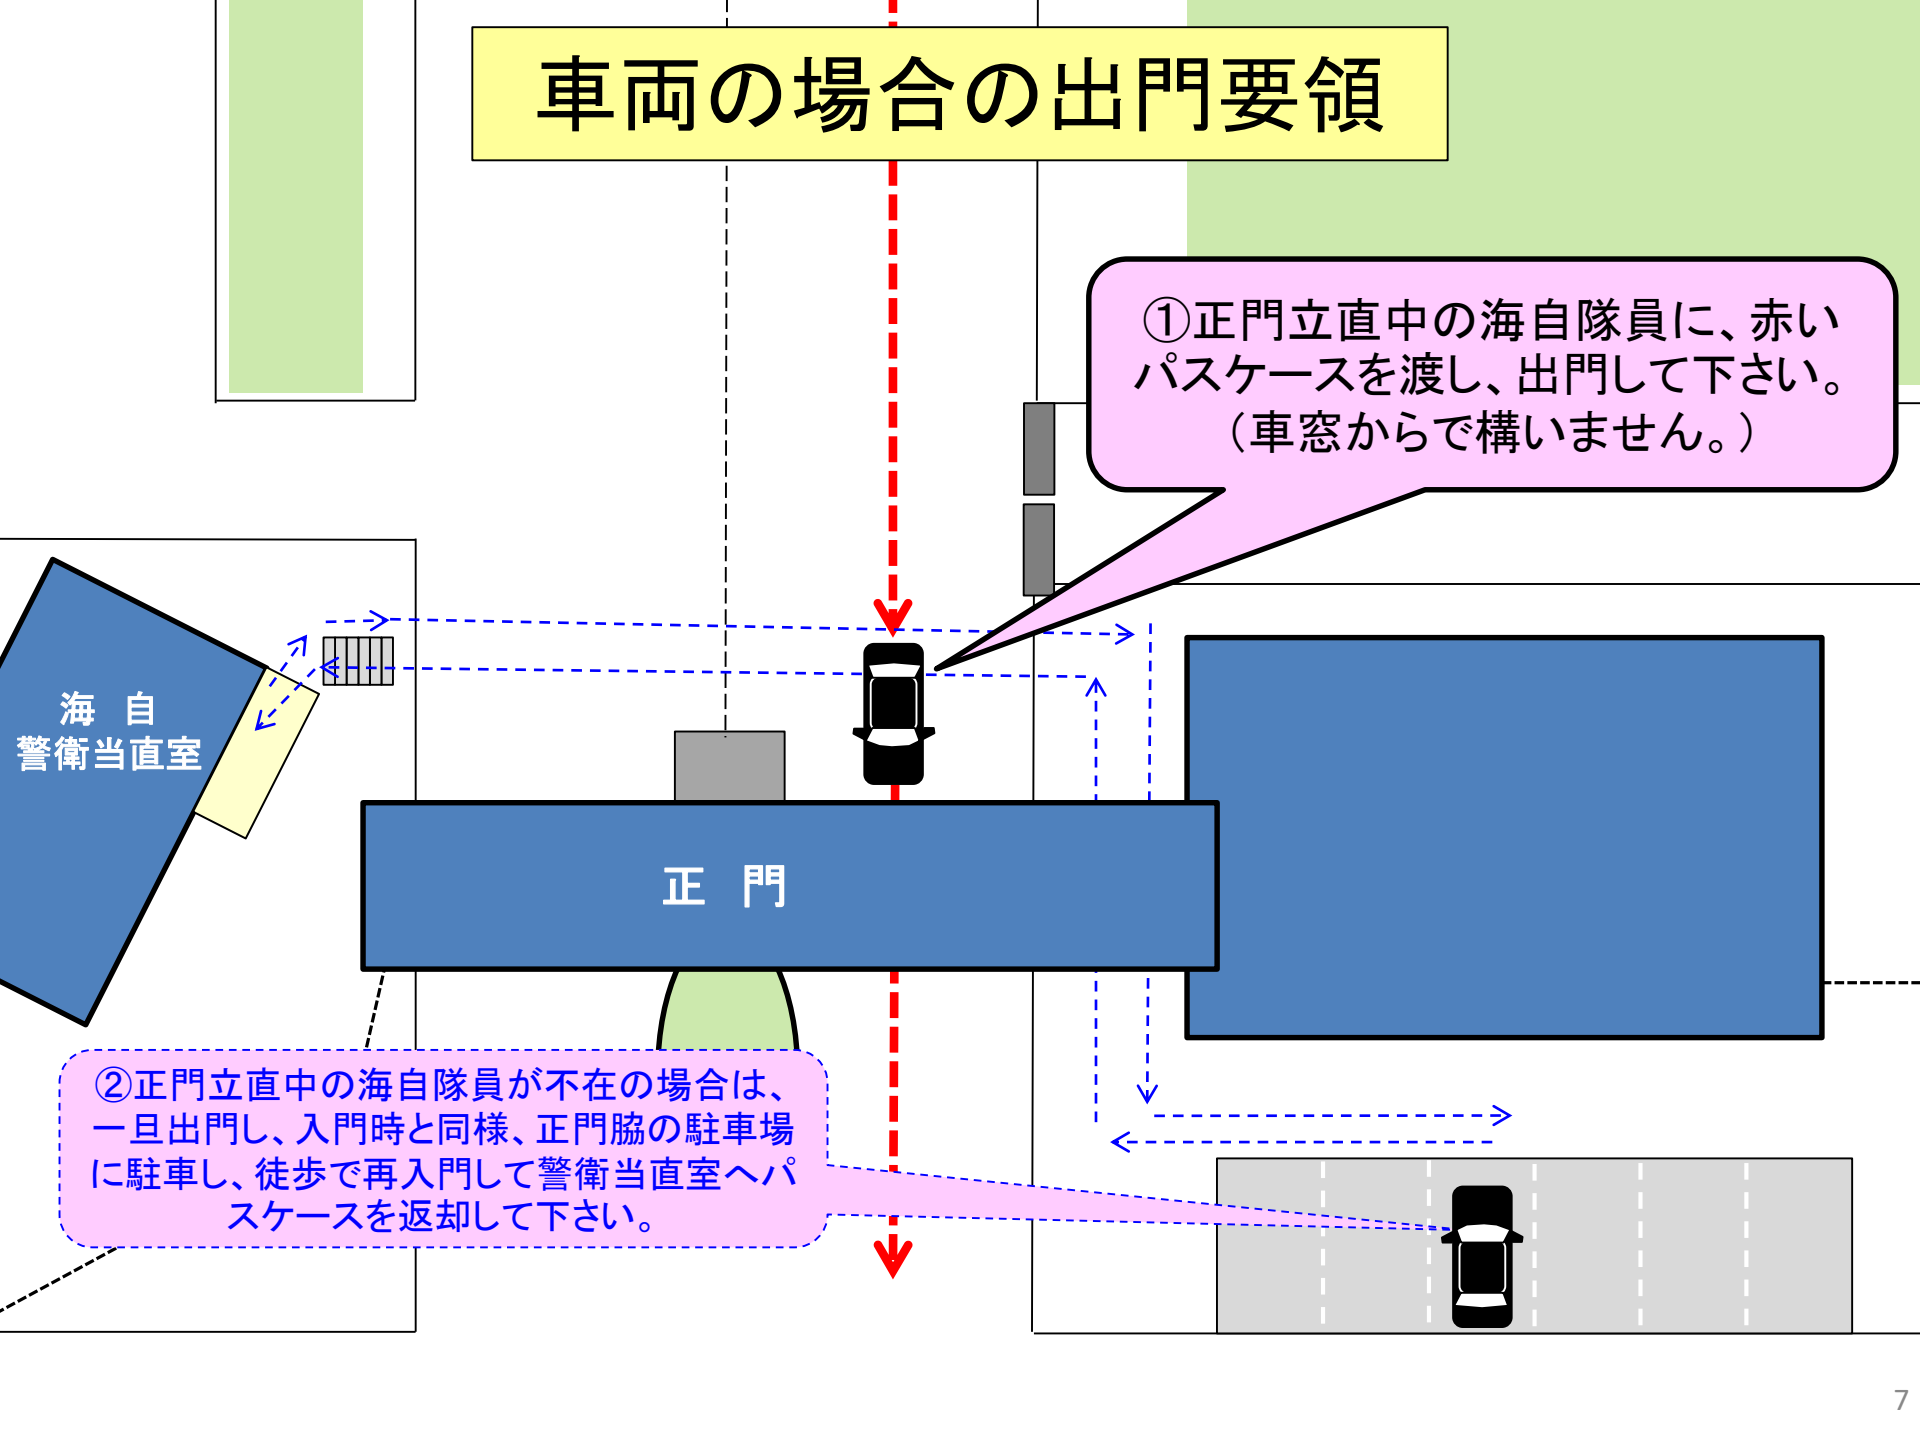 車両の場合の出門要領
①正門立直中の海自隊員に、赤い
パスケースを渡し、出門して下さい。
（車窓からで構いません。）
海　自
警衛当直室
正　門
②正門立直中の海自隊員が不在の場合は、
一旦出門し、入門時と同様、正門脇の駐車場
に駐車し、徒歩で再入門して警衛当直室へパ
スケースを返却して下さい。
7